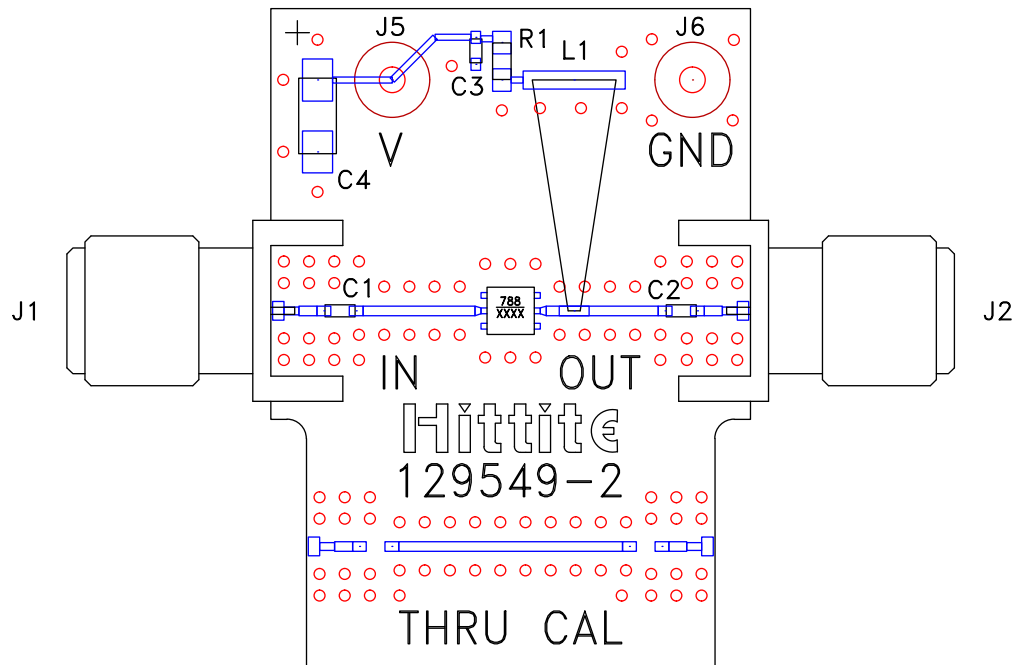 +
J5
R1
L1
J6
C3
V
GND
C4
J1
C1
788
XXXX
C2
J2
IN
OUT
Hittite
129549-2
THRU CAL